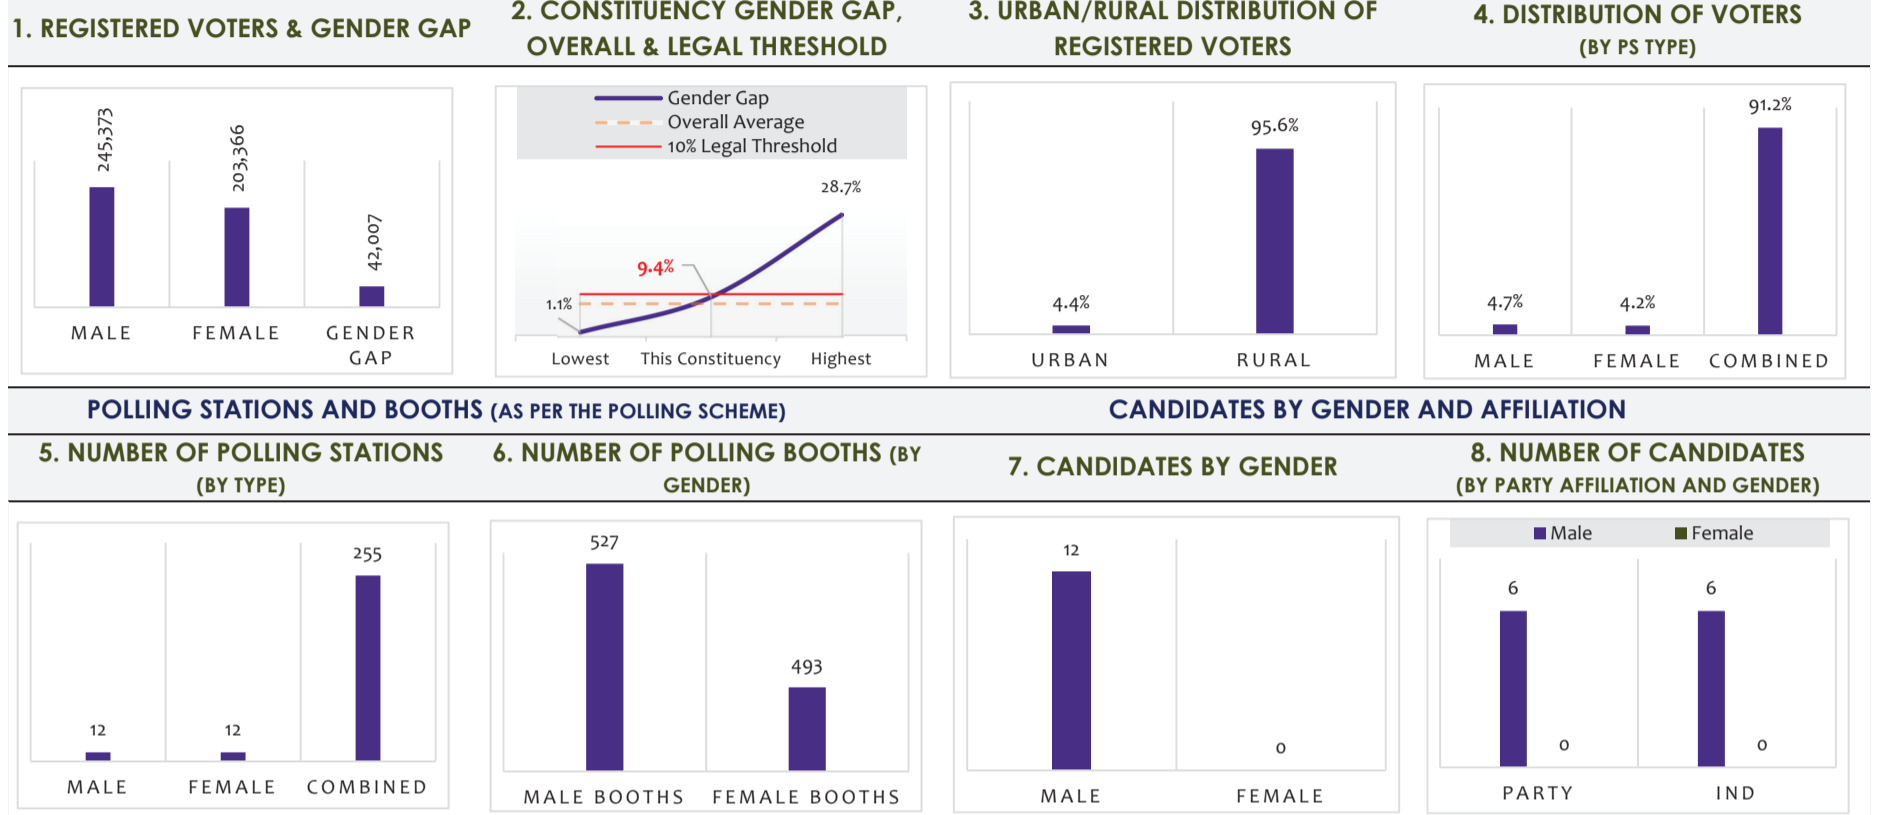 1. REGISTERED VOTERS & GENDER GAP
2. CONSTITUENCY GENDER GAP,
OVERALL & LEGAL THRESHOLD
3. URBAN/RURAL DISTRIBUTION OF
REGISTERED VOTERS
4. DISTRIBUTION OF VOTERS
(BY PS TYPE)
245,373
203,366
42,007
MALE
FEMALE
GENDER
GAP
Gender Gap
Overall Average
10% Legal Threshold
28.7%
9.4%
1.1%
Lowest
This Constituency
Highest
95.6%
4.4%
URBAN
RURAL
91.2%
4.7%
4.2%
MALE
FEMALE
COMBINED
POLLING STATIONS AND BOOTHS (AS PER THE POLLING SCHEME)
CANDIDATES BY GENDER AND AFFILIATION
5. NUMBER OF POLLING STATIONS
(BY TYPE)
6. NUMBER OF POLLING BOOTHS (BY
GENDER)
7. CANDIDATES BY GENDER
8. NUMBER OF CANDIDATES
(BY PARTY AFFILIATION AND GENDER)
255
12
12
MALE
FEMALE
COMBINED
527
493
MALE BOOTHS
FEMALE BOOTHS
12
0
MALE
FEMALE
Male
Female
6
0
6
0
PARTY
IND